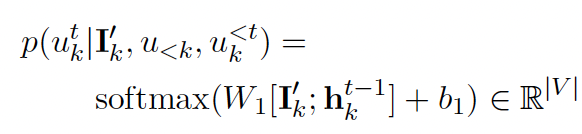 p(u_k^t|𝐈′_k, u_{<k}, u_k^{<t}) =
softmax(W_1[𝐈′_k; 𝐡_k^{t−1}] + b_1) ∈ ℝ^{|V|}